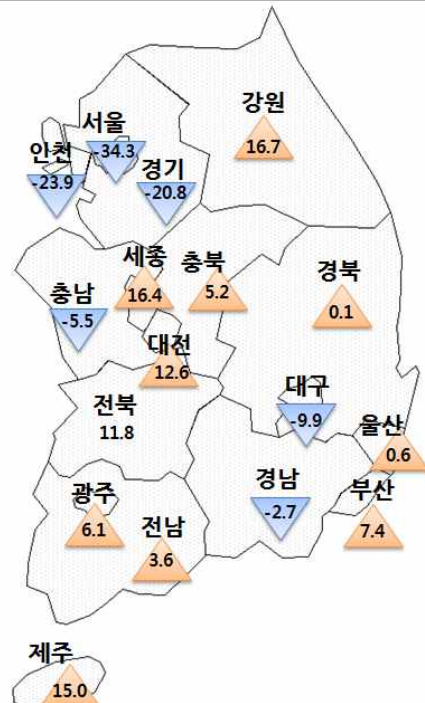 강원
16.7
서울
-34.3
인천
-23.9
경기
-20.8
세종
16.4
충북
5.2
경북
0.1
충남
-5.5
대전
12.6
대구
-9.9
전북
11.8
울산
0.6
경남
-2.7
부산
7.4
광주
6.1
전남
3.6
제주
15.0